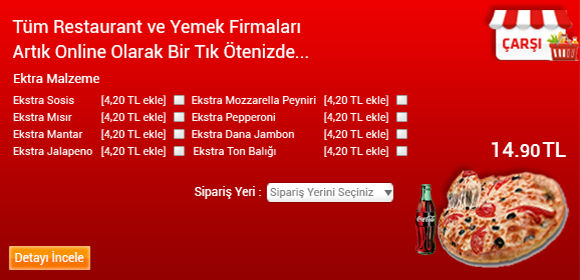 Tüm Restaurant ve Yemek Firmaları
Artık Online Olarak Bir Tık Ötenizde...
ÇARŞI
Ektra Malzeme
Ekstra Sosis [4,20 TL ekle] Ekstra Mozzarella Peyniri [4,20 TL ekle]
Ekstra Mısır [4,20 TL ekle] Ekstra Pepperoni [4,20 TL ekle]
Ekstra Mantar [4,20 TL ekle] Ekstra Dana Jambon [4,20 TL ekle]
Ekstra Jalapeno [4,20 TL ekle] Ekstra Ton Balığı [4,20 TL ekle]
14.90 TL
Sipariş Yeri : Sipariş Yerini Seçiniz
Coca-Cola
Detayı İncele